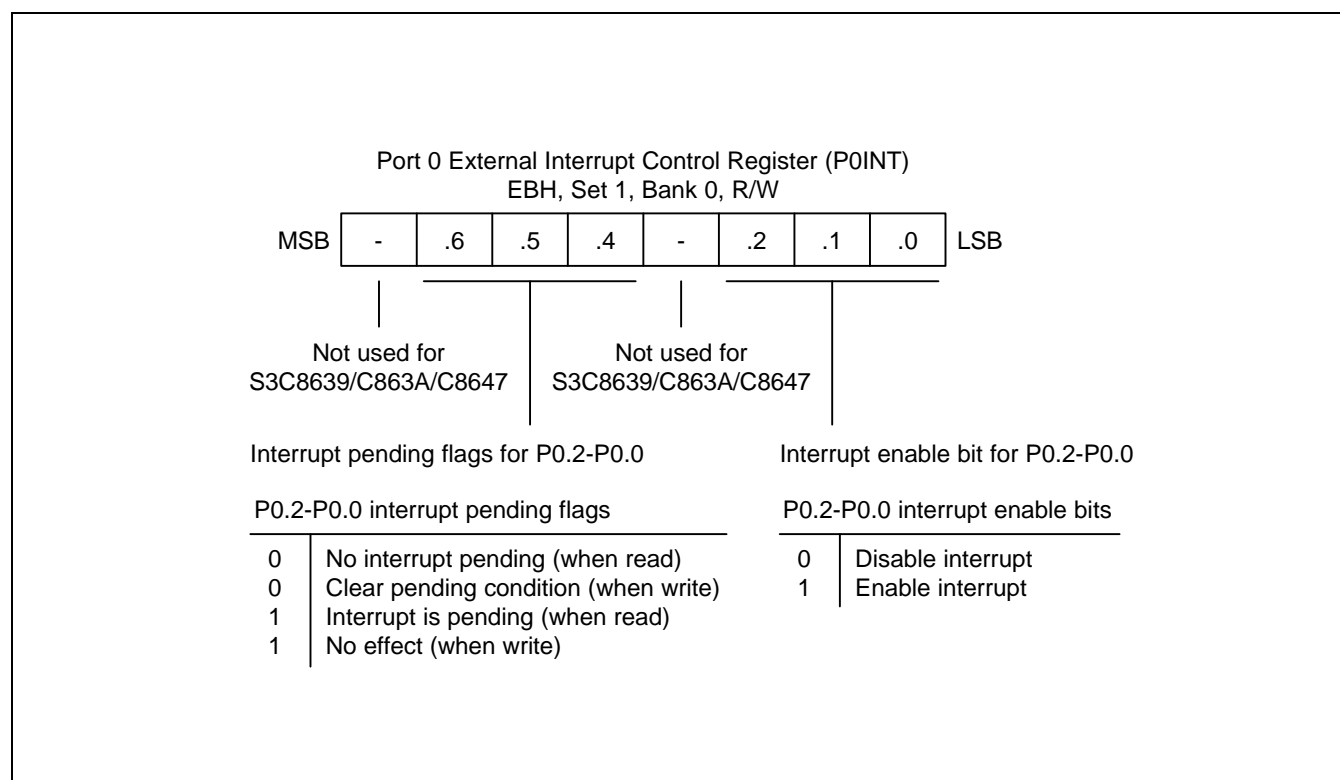 Port 0 External Interrupt Control Register (P0INT)
EBH, Set 1, Bank 0, R/W
MSB - .6 .5 .4 - .2 .1 .0 LSB
Not used for
S3C8639/C863A/C8647
Not used for
S3C8639/C863A/C8647
Interrupt pending flags for P0.2-P0.0
P0.2-P0.0 interrupt pending flags
0 No interrupt pending (when read)
0 Clear pending condition (when write)
1 Interrupt is pending (when read)
1 No effect (when write)
Interrupt enable bit for P0.2-P0.0
P0.2-P0.0 interrupt enable bits
0 Disable interrupt
1 Enable interrupt